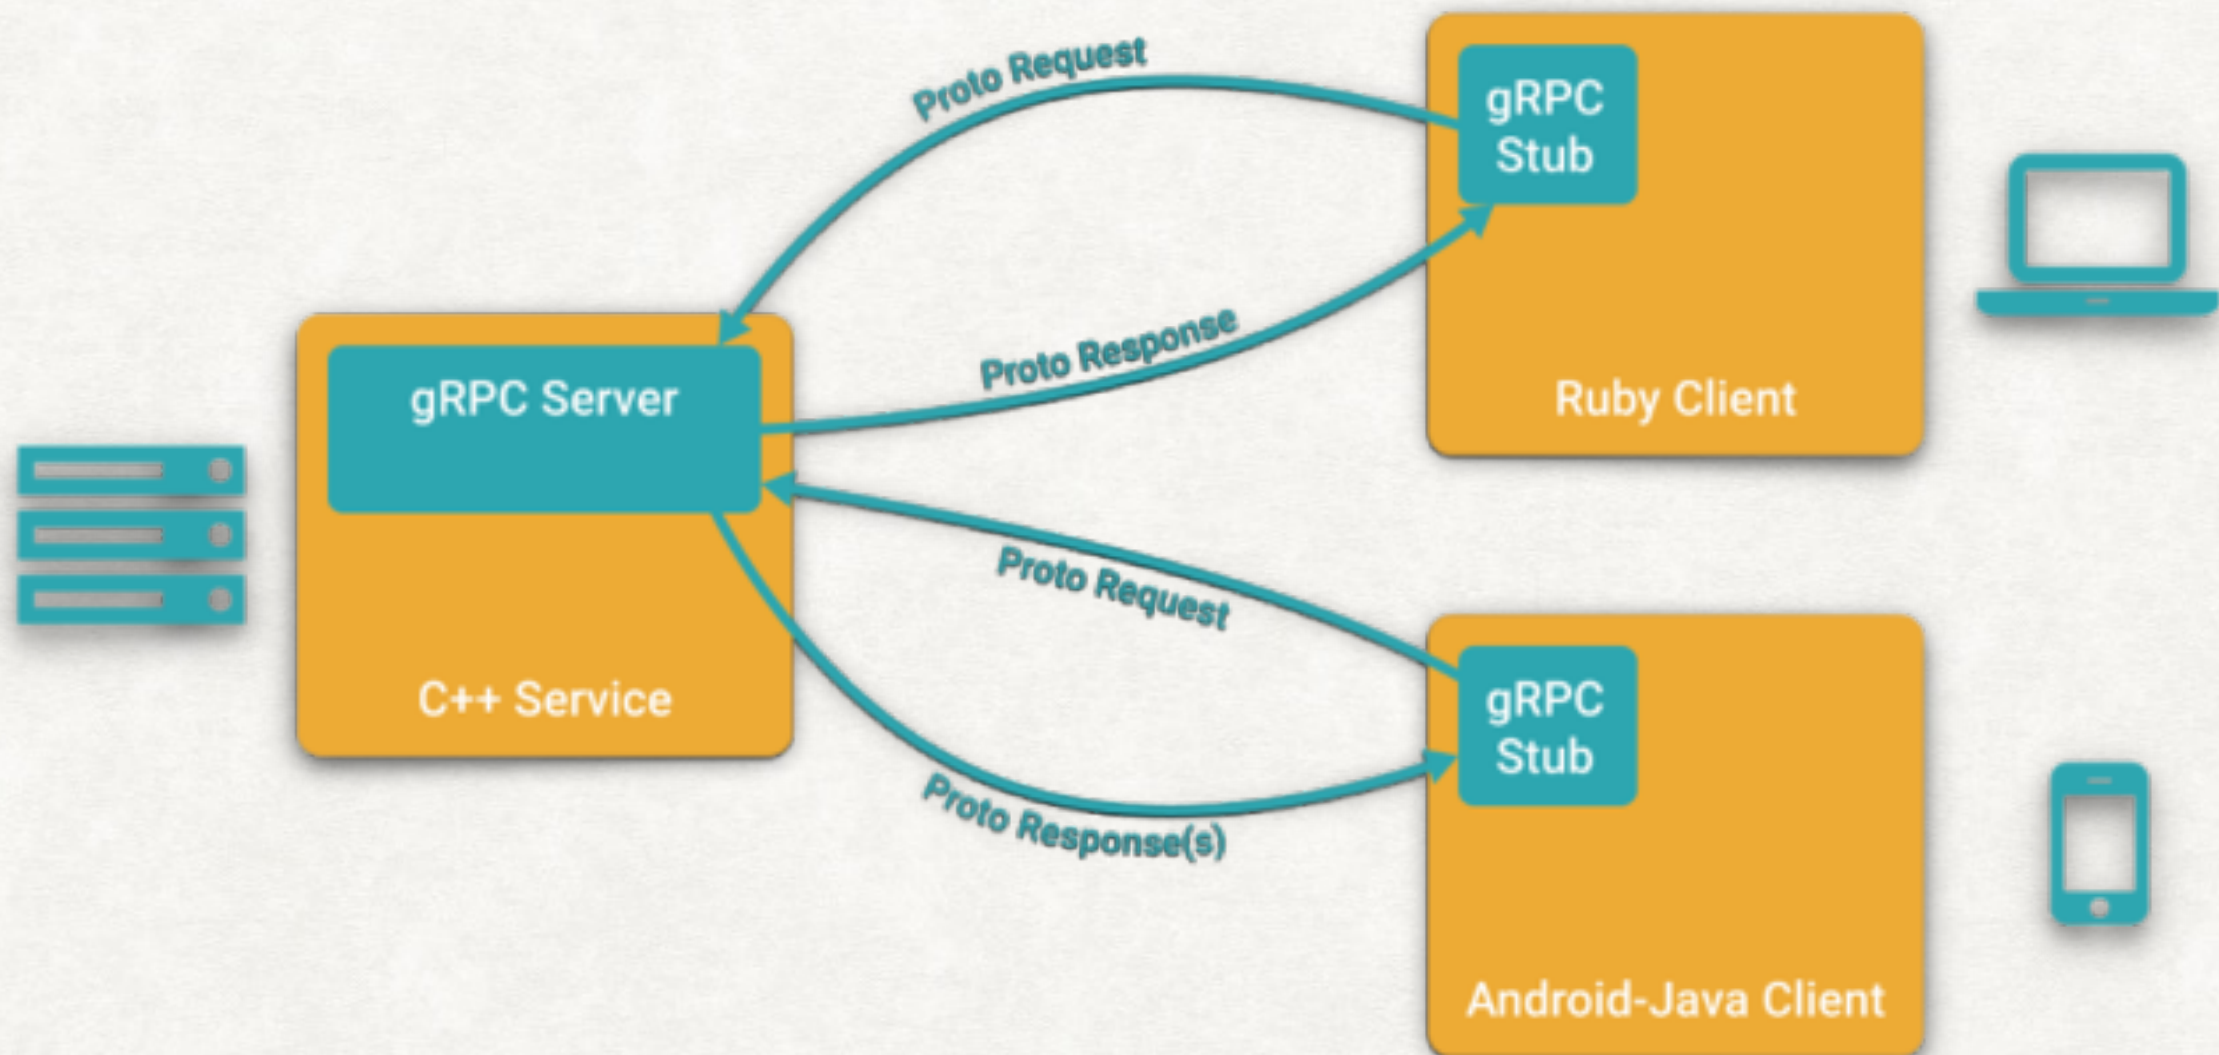 Proto Request
gRPC
Stub
Proto Response
Ruby Client
gRPC Server
C++ Service
Proto Request
gRPC
Stub
Proto Response(s)
Android-Java Client